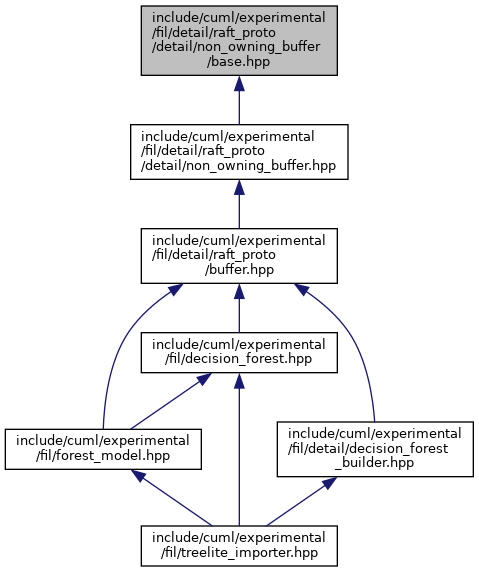 include/cuml/experimental
/fil/detail/raft_proto
/detail/non_owning_buffer
/base.hpp
include/cuml/experimental
/fil/detail/raft_proto
/detail/non_owning_buffer.hpp
include/cuml/experimental
/fil/detail/raft_proto
/buffer.hpp
include/cuml/experimental
/fil/decision_forest.hpp
include/cuml/experimental
/fil/forest_model.hpp
include/cuml/experimental
/fil/detail/decision_forest
_builder.hpp
include/cuml/experimental
/fil/treelite_importer.hpp